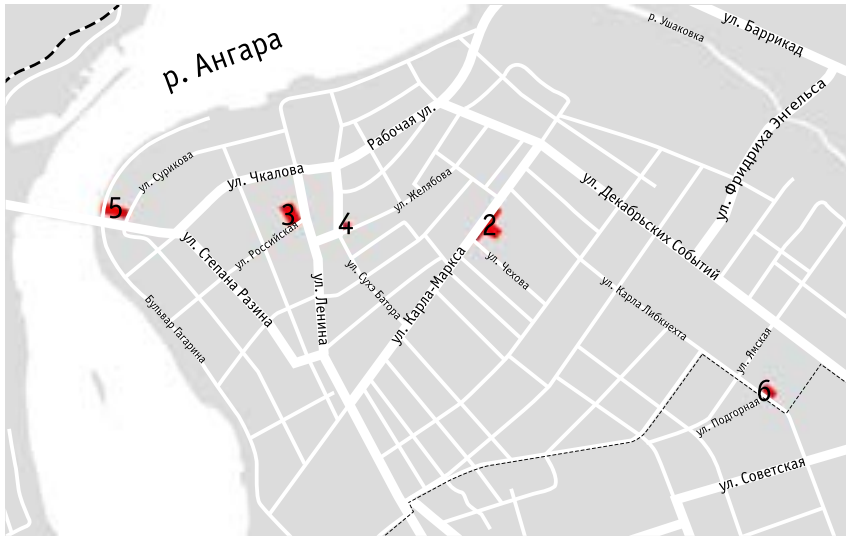 ул. Баррикад
р. Ушаковка
р. Ангара
ул. Фридриха Энгельса
Рабочая ул.
ул. Сурикова
ул. Чкалова
ул. Желябова
ул. Декабрьских Событий
5
3
4
2
ул. Российская
ул. Степана Разина
ул. Сухэ Батора
ул. Карла-Маркса
ул. Чехова
ул. Ленина
Бульвар Гагарина
ул. Карла Либкнехта
ул. Ямская
6
ул. Подгорная
ул. Советская